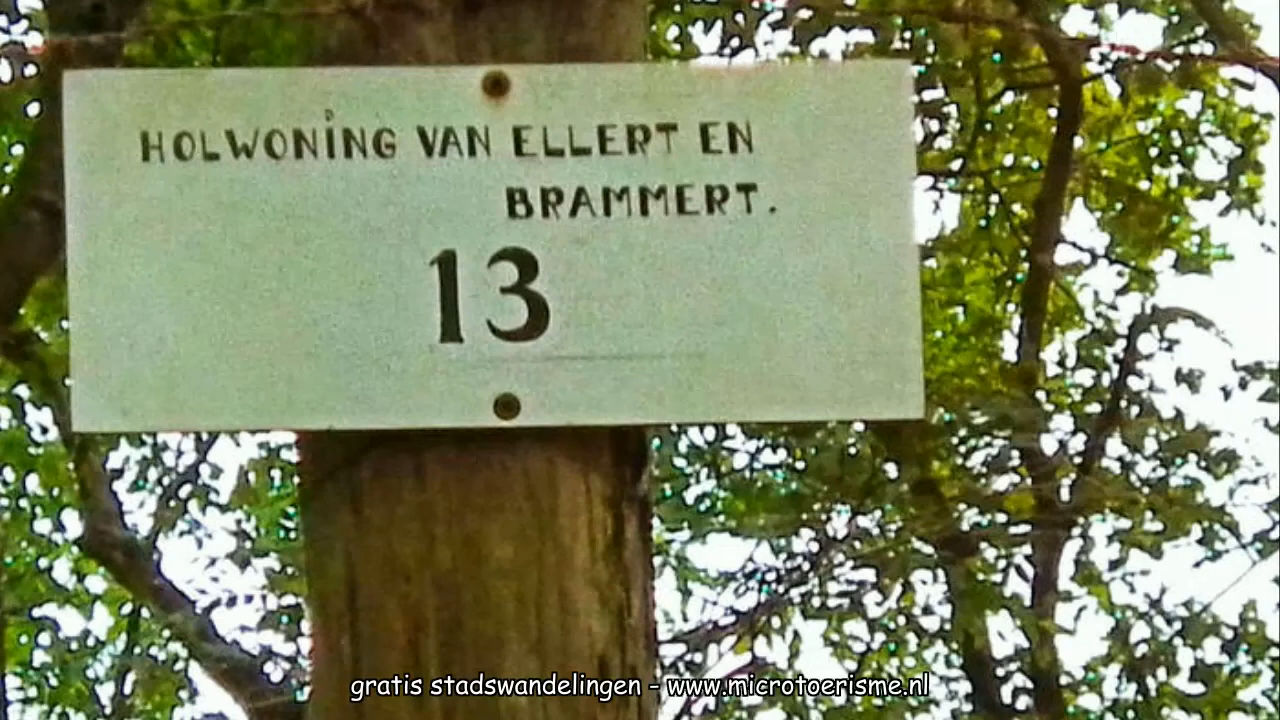 HOLWONING VAN ELLERT EN
BRAMMERT.
13
gratis stadswandelingen - www.microtoerisme.nl